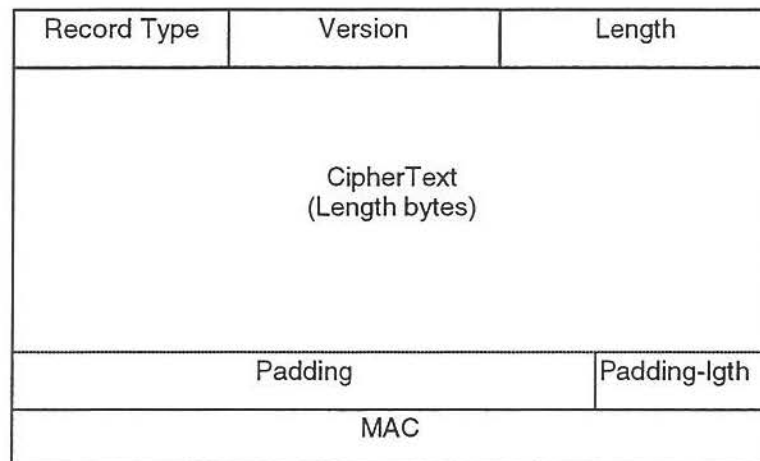 Record Type Version Length
CipherText
(Length bytes)
Padding Padding-lgth
MAC